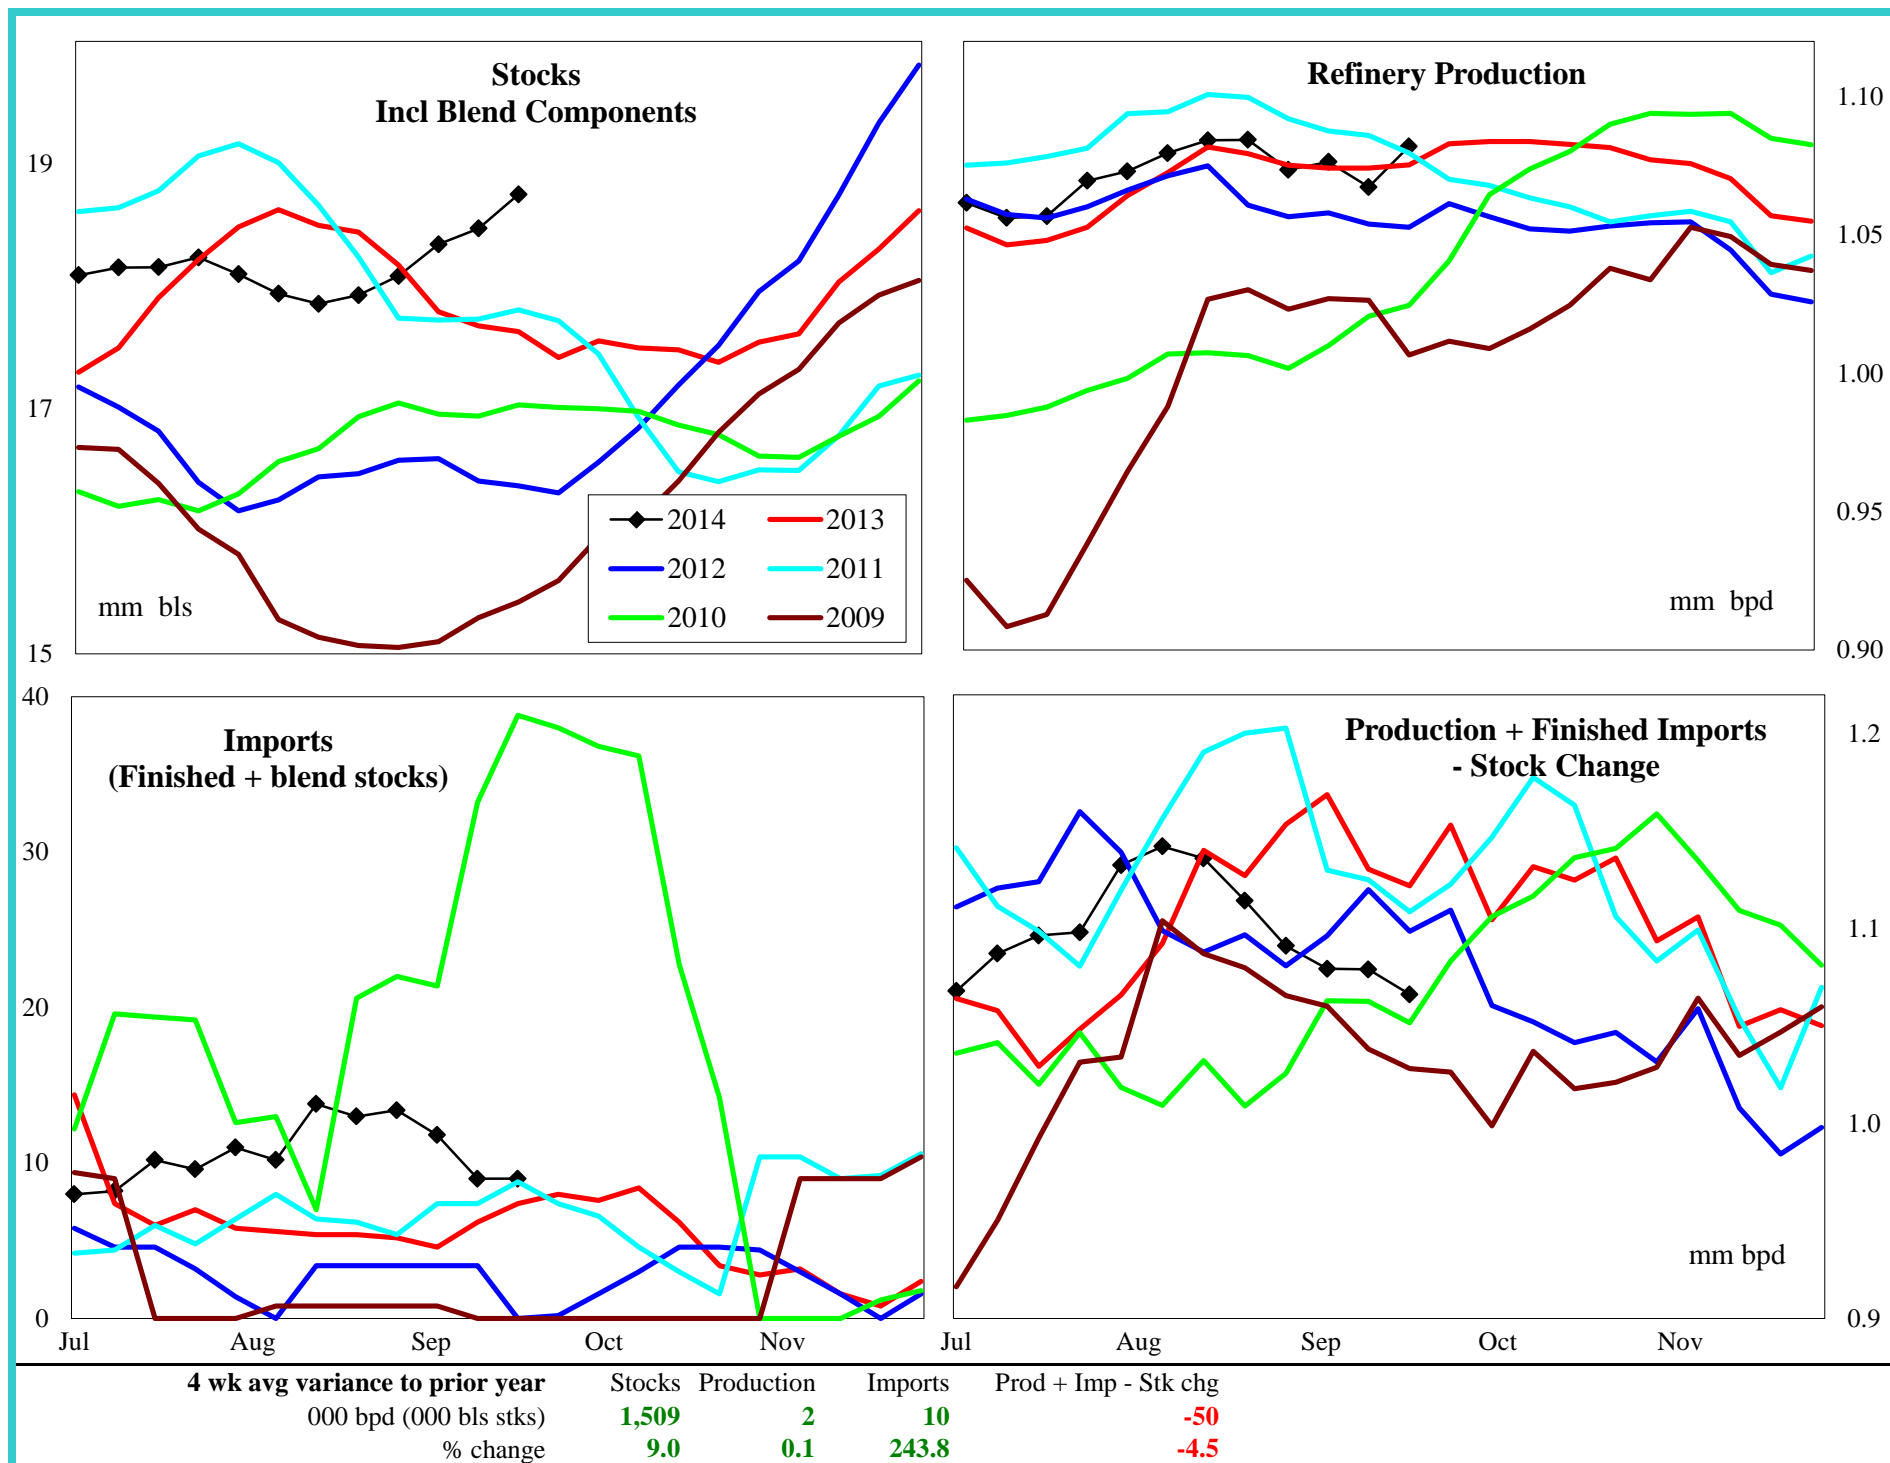 Stocks
Incl Blend Components
19
17
15
mm bls
2014
2013
2012
2011
2010
2009
Refinery Production
1.10
1.05
1.00
0.95
0.90
mm bpd
Imports
(Finished + blend stocks)
40
30
20
10
0
Jul Aug Sep Oct Nov
Production + Finished Imports
- Stock Change
1.2
1.1
1.0
0.9
mm bpd
Jul Aug Sep Oct Nov
4 wk avg variance to prior year Stocks Production Imports Prod + Imp - Stk chg
000 bpd (000 bls stks) 1,509 2 10 -50
% change 9.0 0.1 243.8 -4.5